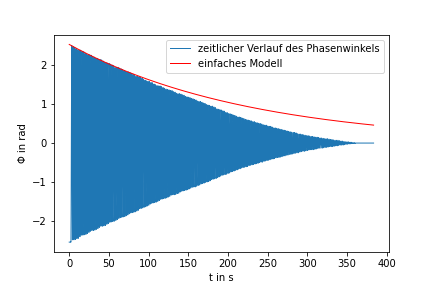 zeitlicher Verlauf des Phasenwinkels
einfaches Modell
Φ in rad
2
1
0
−1
−2
0 50 100 150 200 250 300 350 400
t in s